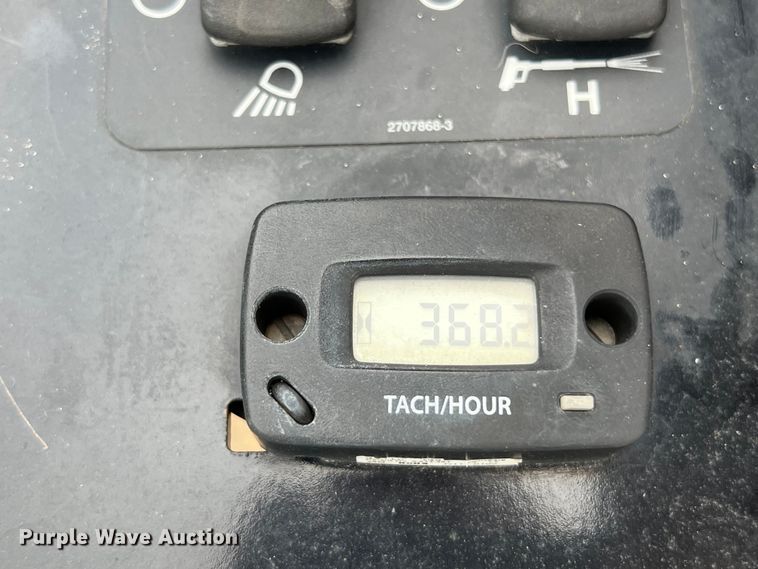 H
2707868-3
368.2
TACH/HOUR
Purple Wave Auction